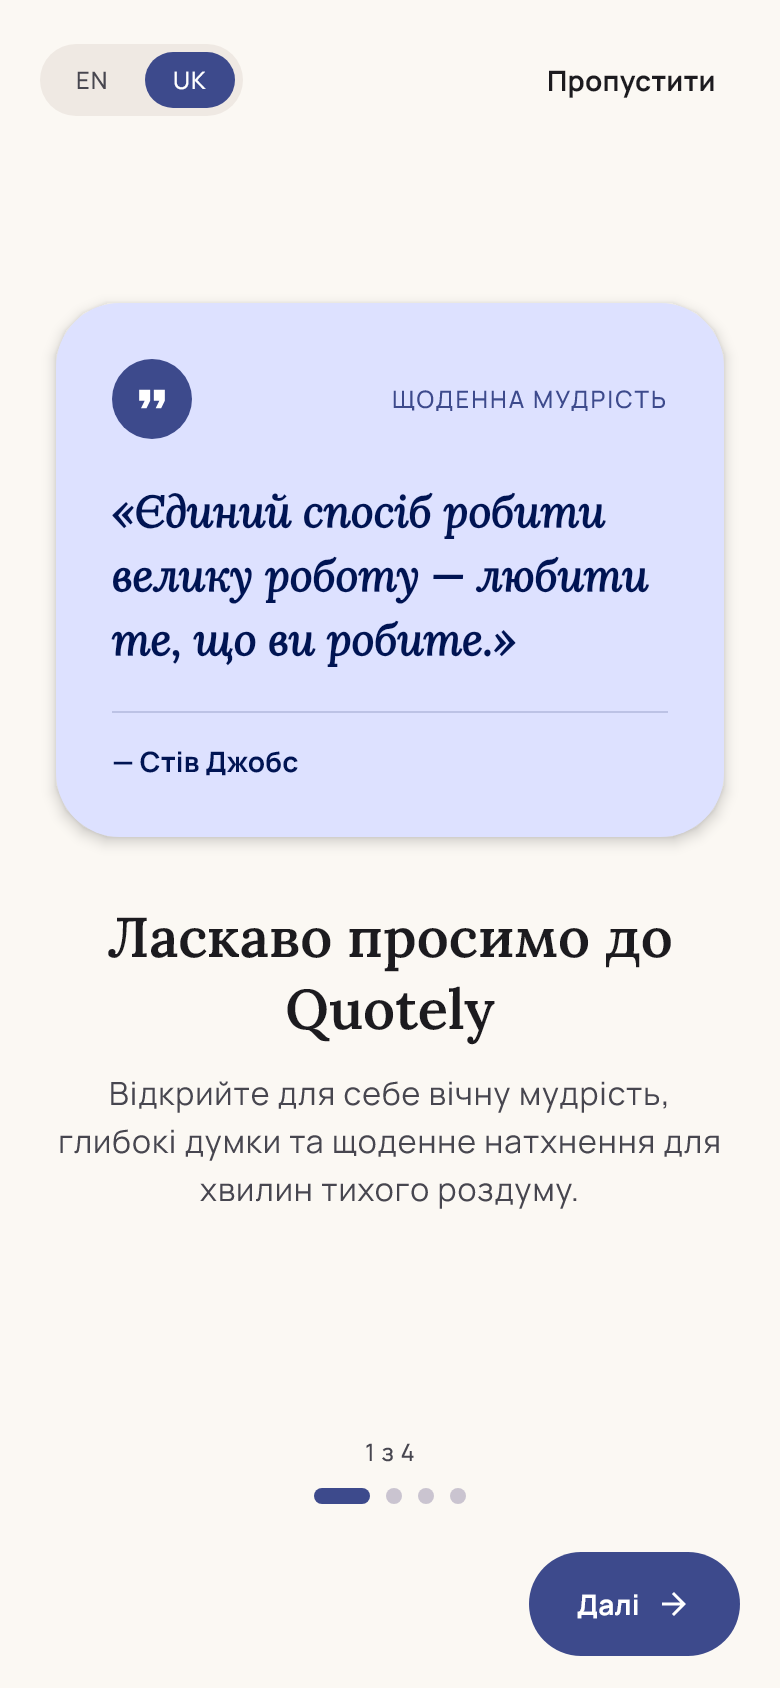 EN
UK
Пропустити
ЩОДЕННА МУДРІСТЬ
«Єдиний спосіб робити
велику роботу — любити
те, що ви робите.»
— Стів Джобс
Ласкаво просимо до
Quotely
Відкрийте для себе вічну мудрість,
глибокі думки та щоденне натхнення для
хвилин тихого роздуму.
1 з 4
Далі